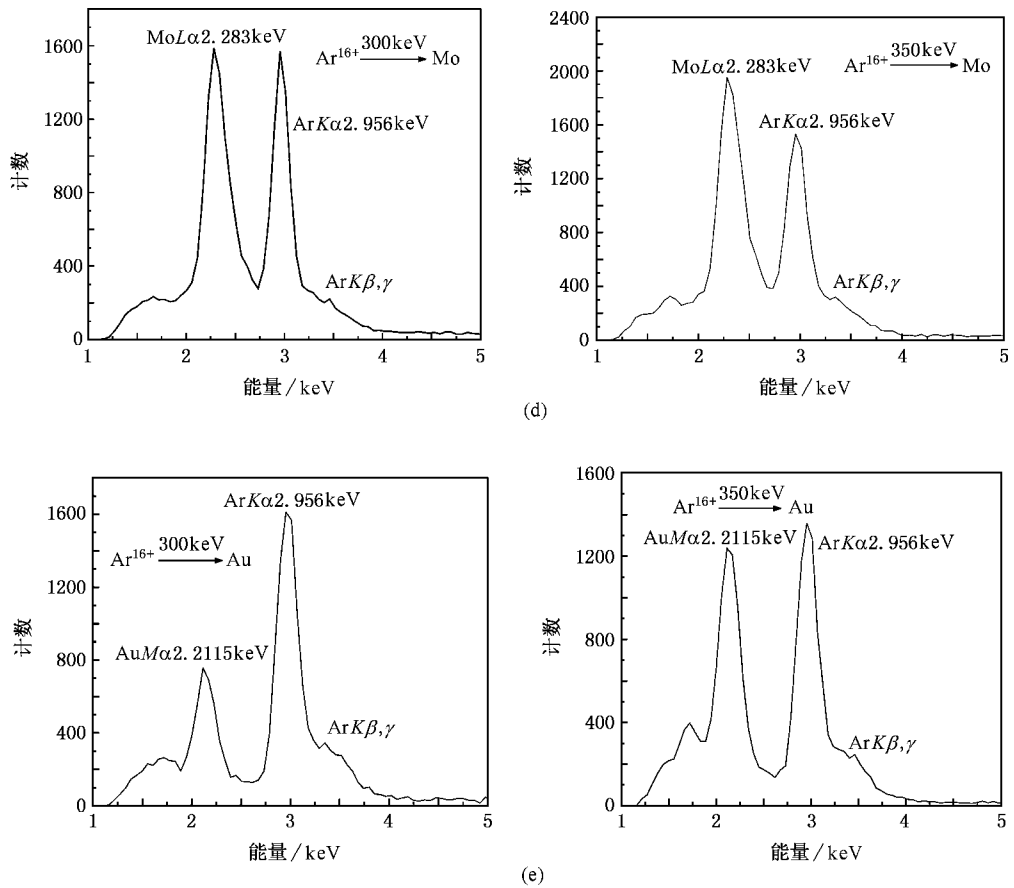 MoLα2.283keV
Ar16+ 300keV Mo
ArKα2.956keV
ArKβ,γ
计数
1600
1200
800
400
0
1 2 3 4 5
能量/keV
Ar16+ 350keV Mo
MoLα2.283keV
ArKα2.956keV
ArKβ,γ
计数
2400
2000
1600
1200
800
400
0
1 2 3 4 5
能量/keV
(d)
ArKα2.956keV
Ar16+ 300keV Au
AuMα2.2115keV
ArKβ,γ
计数
1600
1200
800
400
0
1 2 3 4 5
能量/keV
Ar16+ 350keV Au
AuMα2.2115keV
ArKα2.956keV
ArKβ,γ
计数
1600
1200
800
400
0
1 2 3 4 5
能量/keV
(e)